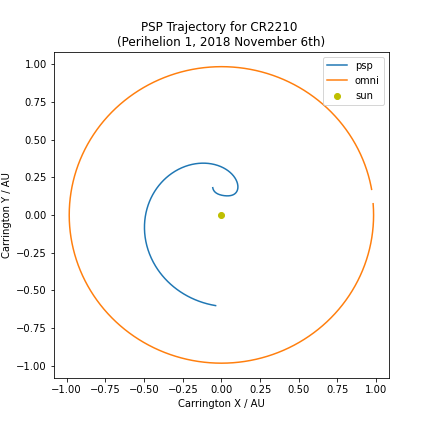 PSP Trajectory for CR2210
(Perihelion 1, 2018 November 6th)
psp
omni
sun
Carrington Y / AU
1.00
0.75
0.50
0.25
0.00
−0.25
−0.50
−0.75
−1.00
−1.00 −0.75 −0.50 −0.25 0.00 0.25 0.50 0.75 1.00
Carrington X / AU